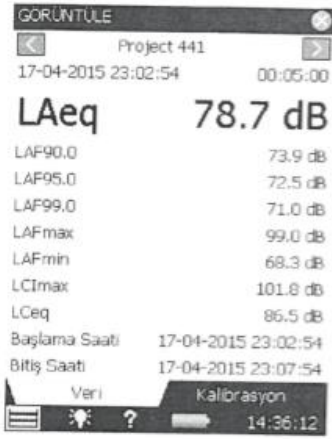 GÖRÜNTÜLE
Project 441
17-04-2015 23:02:54 00:05:00
LAeq 78.7 dB
LAF90.0 73.9 dB
LAF95.0 72.5 dB
LAF99.0 71.0 dB
LAFmax 99.0 dB
LAFmin 68.3 dB
LCImax 101.8 dB
LCeq 86.5 dB
Başlama Saati 17-04-2015 23:02:54
Bitiş Saati 17-04-2015 23:07:54
Veri Kalibrasyon
? 14:36:12